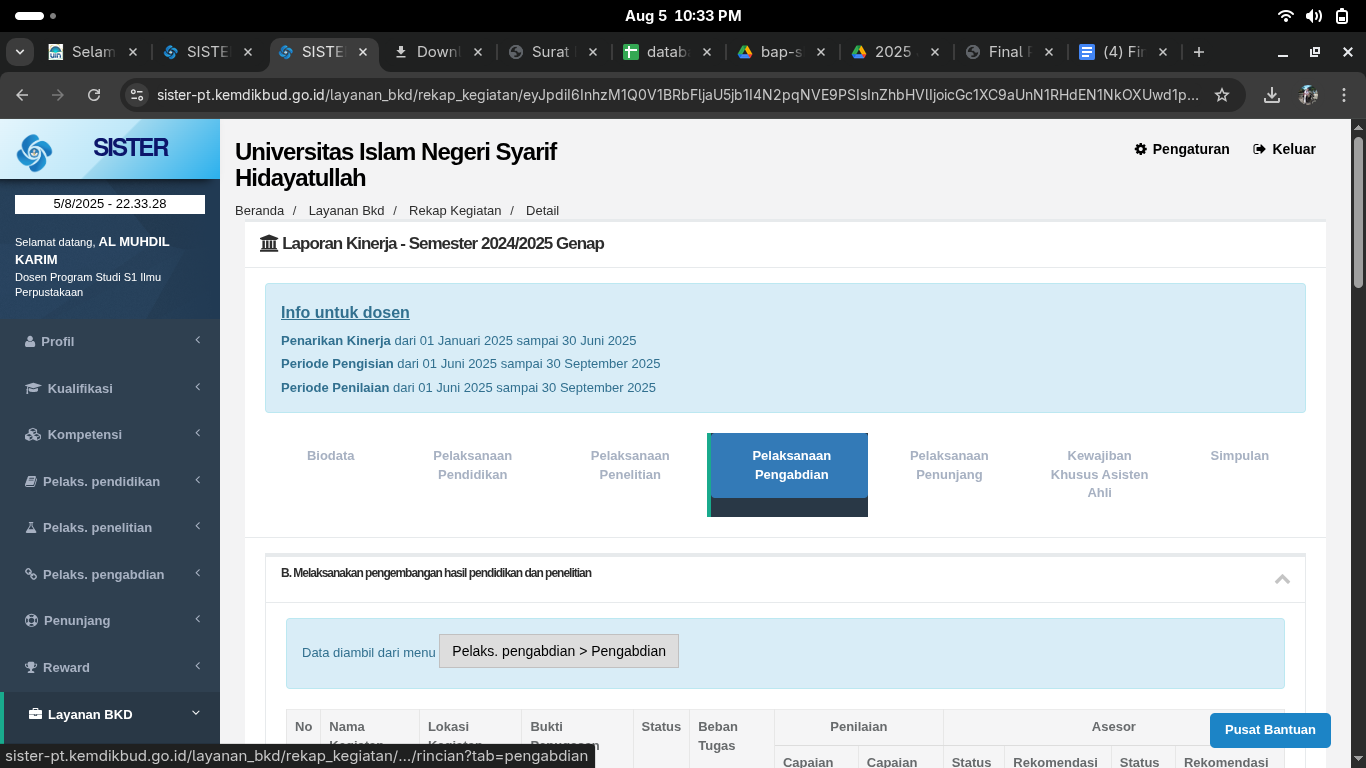 Aug 5 10:33 PM
Selam
SISTE
SISTE
Downl
Surat
datab
bap-s
2025
Final
(4) Fir
sister-pt.kemdikbud.go.id/layanan_bkd/rekap_kegiatan/eyJpdiI6InhzM1Q0V1BRbFljaU5jb1I4N2pqNVE9PSIsInZhbHVlIjoicGc1XC9aUnN1RHdEN1NkOXUwd1p...
SISTER
5/8/2025 - 22.33.28
Selamat datang, AL MUHDIL
KARIM
Dosen Program Studi S1 Ilmu
Perpustakaan
Profil
Kualifikasi
Kompetensi
Pelaks. pendidikan
Pelaks. penelitian
Pelaks. pengabdian
Penunjang
Reward
Layanan BKD
Universitas Islam Negeri Syarif
Hidayatullah
Pengaturan
Keluar
Beranda / Layanan Bkd / Rekap Kegiatan / Detail
Laporan Kinerja - Semester 2024/2025 Genap
Info untuk dosen
Penarikan Kinerja dari 01 Januari 2025 sampai 30 Juni 2025
Periode Pengisian dari 01 Juni 2025 sampai 30 September 2025
Periode Penilaian dari 01 Juni 2025 sampai 30 September 2025
Biodata
Pelaksanaan
Pendidikan
Pelaksanaan
Penelitian
Pelaksanaan
Pengabdian
Pelaksanaan
Penunjang
Kewajiban
Khusus Asisten
Ahli
Simpulan
B. Melaksanakan pengembangan hasil pendidikan dan penelitian
Data diambil dari menu Pelaks. pengabdian > Pengabdian
No
Nama
Kegiatan
Lokasi
Kegiatan
Bukti
Penugasan
Status
Beban
Tugas
Penilaian
Asesor
Capaian
Capaian
Status
Rekomendasi
Status
Rekomendasi
Pusat Bantuan
sister-pt.kemdikbud.go.id/layanan_bkd/rekap_kegiatan/.../rincian?tab=pengabdian